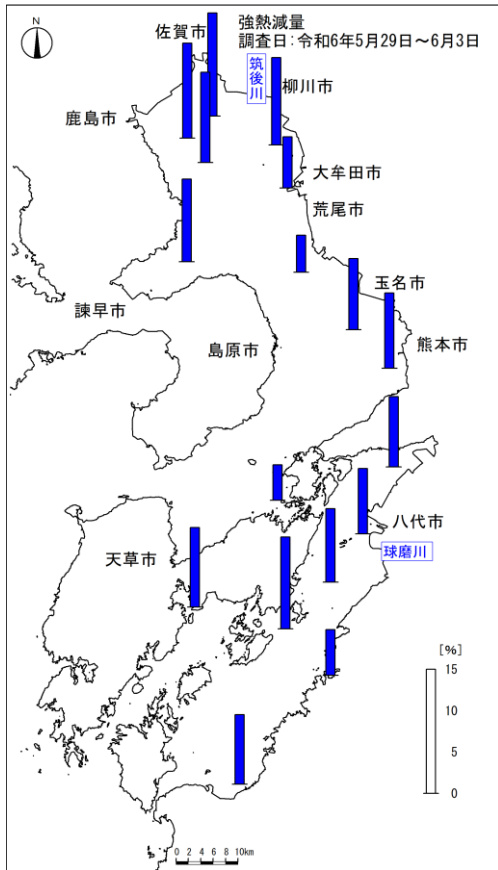 強熱減量
調査日：令和6年5月29日～6月3日
N
佐賀市
筑後川
柳川市
鹿島市
大牟田市
荒尾市
玉名市
諫早市
島原市
熊本市
八代市
球磨川
天草市
[%]
15
10
5
0
0 2 4 6 8 10km